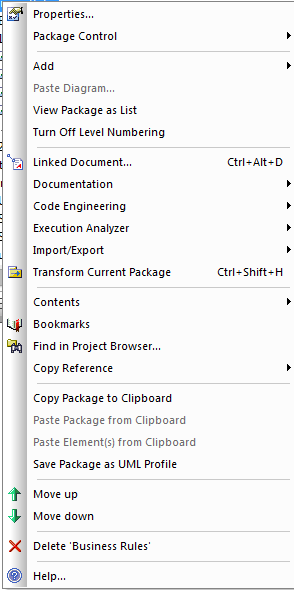 Properties...
Package Control
Add
Paste Diagram...
View Package as List
Turn Off Level Numbering
Linked Document... Ctrl+Alt+D
Documentation
Code Engineering
Execution Analyzer
Import/Export
Transform Current Package Ctrl+Shift+H
Contents
Bookmarks
Find in Project Browser...
Copy Reference
Copy Package to Clipboard
Paste Package from Clipboard
Paste Element(s) from Clipboard
Save Package as UML Profile
Move up
Move down
Delete 'Business Rules'
Help...